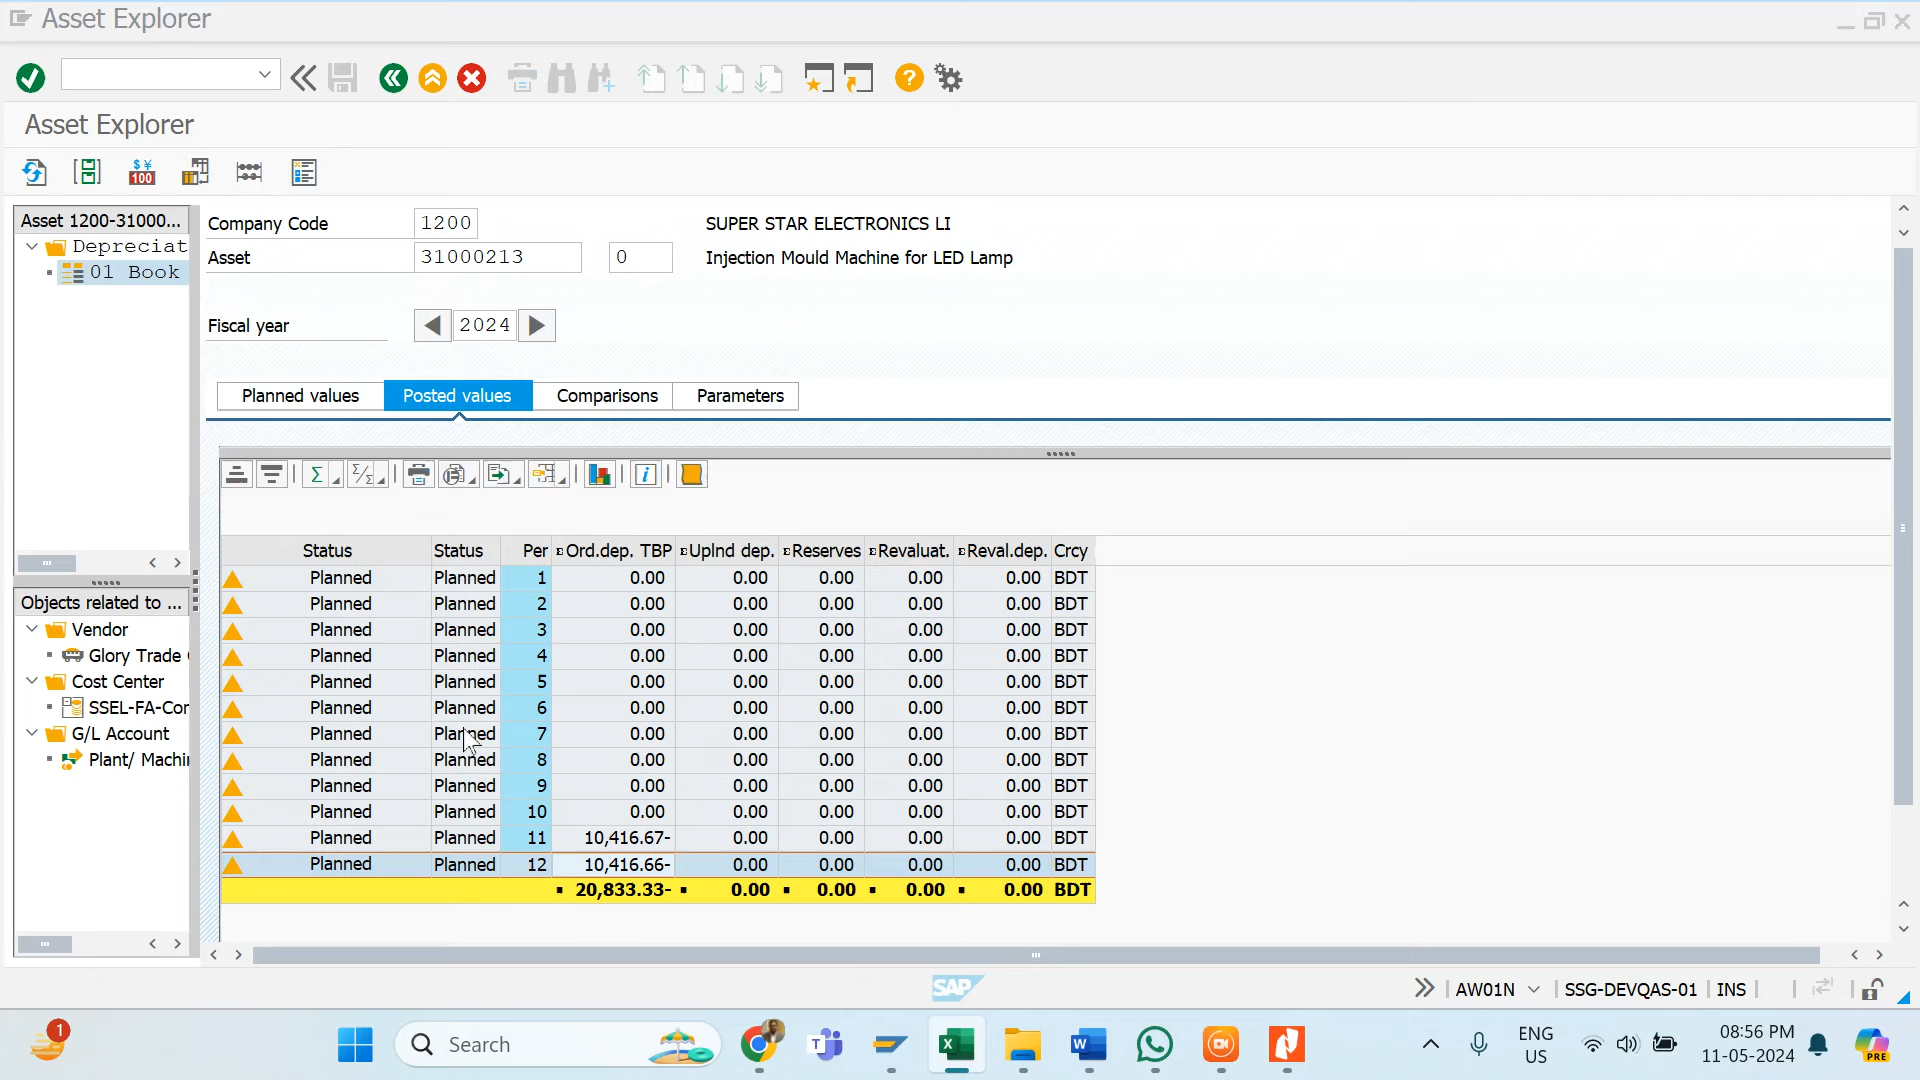 Asset Explorer
Asset Explorer
Asset 1200-31000...
Depreciat
01 Book
Company Code 1200 SUPER STAR ELECTRONICS LI
Asset 31000213 0 Injection Mould Machine for LED Lamp
Fiscal year 2024
Planned values Posted values Comparisons Parameters
Status Status Per Ord.dep. TBP Uplnd dep. Reserves Revaluat. Reval.dep. Crcy
Planned Planned 1 0.00 0.00 0.00 0.00 0.00 BDT
Planned Planned 2 0.00 0.00 0.00 0.00 0.00 BDT
Planned Planned 3 0.00 0.00 0.00 0.00 0.00 BDT
Planned Planned 4 0.00 0.00 0.00 0.00 0.00 BDT
Planned Planned 5 0.00 0.00 0.00 0.00 0.00 BDT
Planned Planned 6 0.00 0.00 0.00 0.00 0.00 BDT
Planned Planned 7 0.00 0.00 0.00 0.00 0.00 BDT
Planned Planned 8 0.00 0.00 0.00 0.00 0.00 BDT
Planned Planned 9 0.00 0.00 0.00 0.00 0.00 BDT
Planned Planned 10 0.00 0.00 0.00 0.00 0.00 BDT
Planned Planned 11 10,416.67- 0.00 0.00 0.00 0.00 BDT
Planned Planned 12 10,416.66- 0.00 0.00 0.00 0.00 BDT
20,833.33- 0.00 0.00 0.00 0.00 BDT
Objects related to ...
Vendor
Glory Trade
Cost Center
SSEL-FA-Cor
G/L Account
Plant/ Machin
SAP
AW01N SSG-DEVQAS-01 INS
1
Search
ENG
US
08:56 PM
11-05-2024
PRE